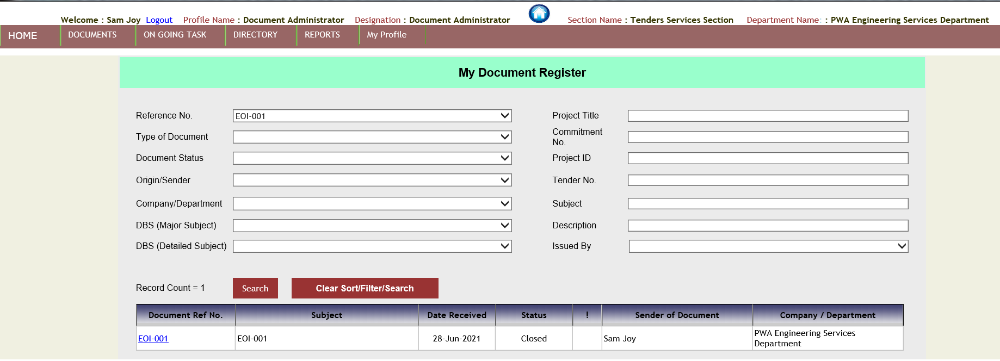 Welcome : Sam Joy Logout Profile Name : Document Administrator Designation : Document Administrator Section Name : Tenders Services Section Department Name: : PWA Engineering Services Department
HOME DOCUMENTS ON GOING TASK DIRECTORY REPORTS My Profile
My Document Register
Reference No. EOI-001 Project Title
Type of Document Commitment No.
Document Status Project ID
Origin/Sender Tender No.
Company/Department Subject
DBS (Major Subject) Description
DBS (Detailed Subject) Issued By
Record Count = 1 Search Clear Sort/Filter/Search
Document Ref No. Subject Date Received Status ! Sender of Document Company / Department
EOI-001 EOI-001 28-Jun-2021 Closed Sam Joy PWA Engineering Services Department